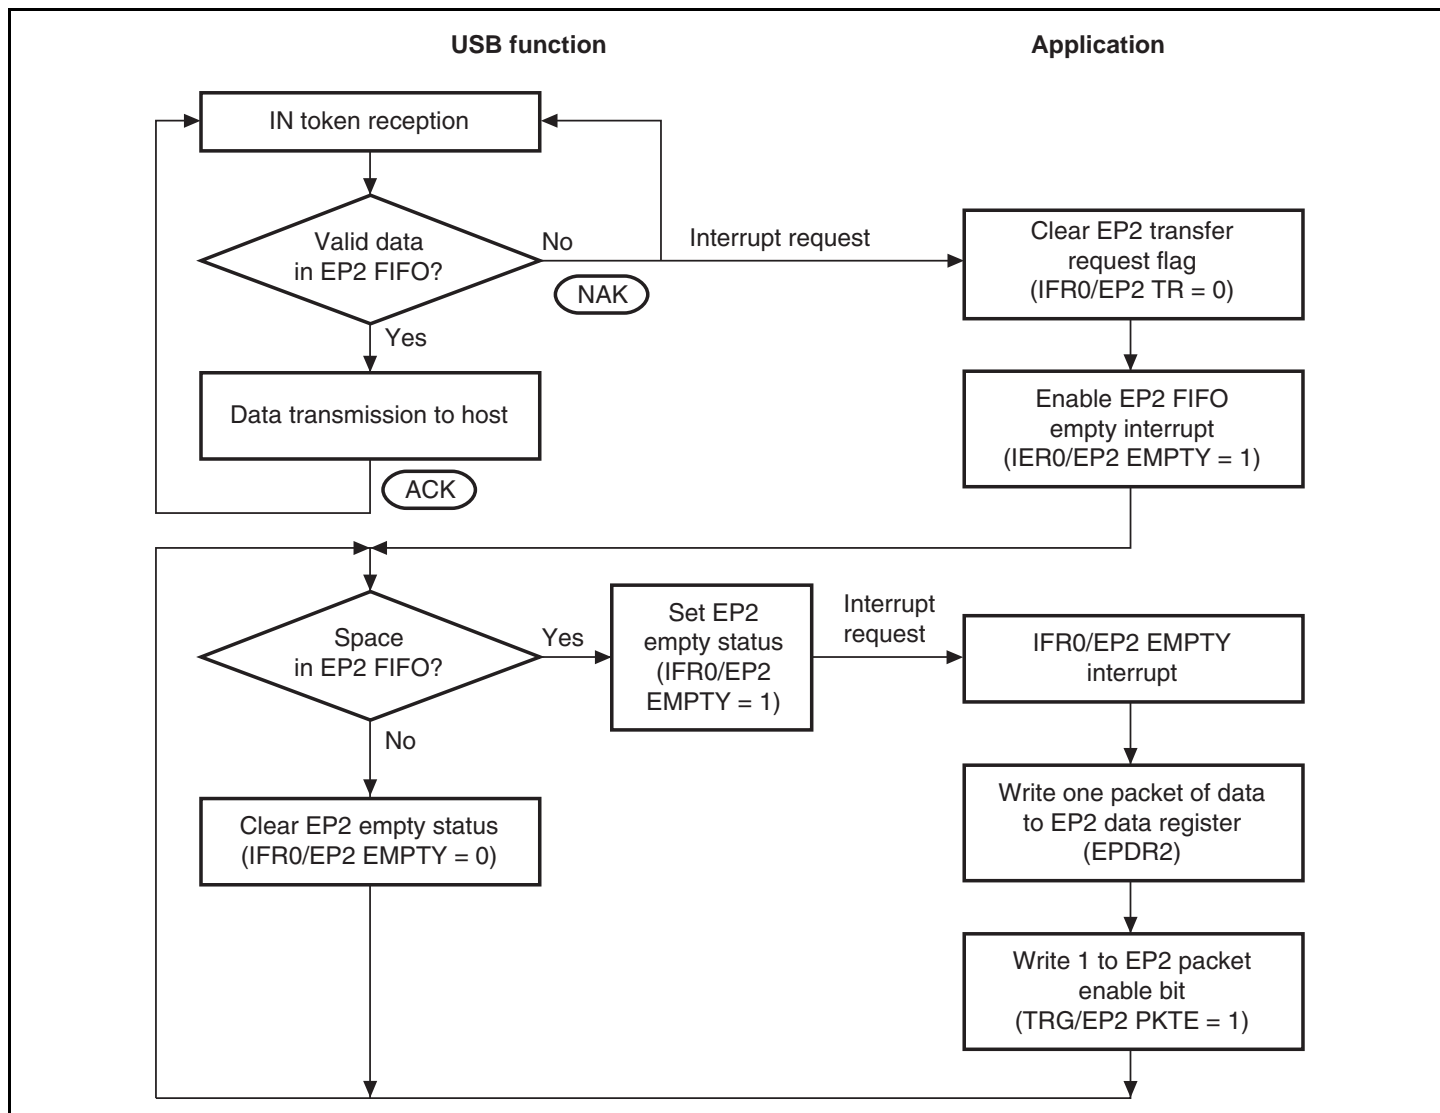 USB function
Application
IN token reception
Valid data
in EP2 FIFO?
No
NAK
Interrupt request
Clear EP2 transfer
request flag
(IFR0/EP2 TR = 0)
Yes
Data transmission to host
ACK
Enable EP2 FIFO
empty interrupt
(IER0/EP2 EMPTY = 1)
Space
in EP2 FIFO?
Yes
Set EP2
empty status
(IFR0/EP2
EMPTY = 1)
Interrupt
request
IFR0/EP2 EMPTY
interrupt
No
Clear EP2 empty status
(IFR0/EP2 EMPTY = 0)
Write one packet of data
to EP2 data register
(EPDR2)
Write 1 to EP2 packet
enable bit
(TRG/EP2 PKTE = 1)